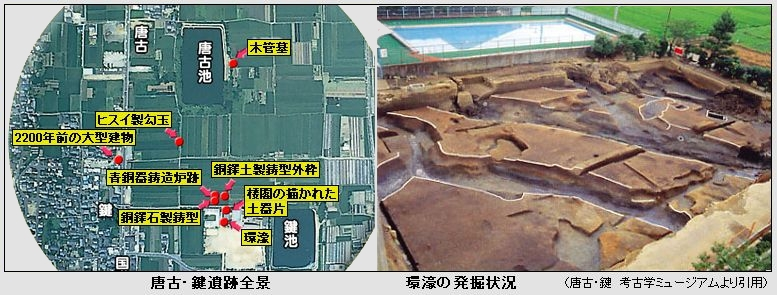 唐古
唐古池
木管墓
ヒスイ製勾玉
2200年前の大型建物
青銅器鋳造炉跡
銅鐸土製鋳型外枠
楼閣の描かれた
土器片
銅鐸石製鋳型
環濠
鍵
鍵池
国
唐古・鍵遺跡全景
環濠の発掘状況
（唐古・鍵 考古学ミュージアムより引用）